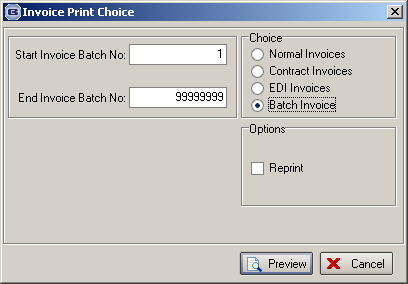 Invoice Print Choice
Start Invoice Batch No: 1
End Invoice Batch No: 99999999
Choice
Normal Invoices
Contract Invoices
EDI Invoices
Batch Invoice
Options
Reprint
Preview
Cancel